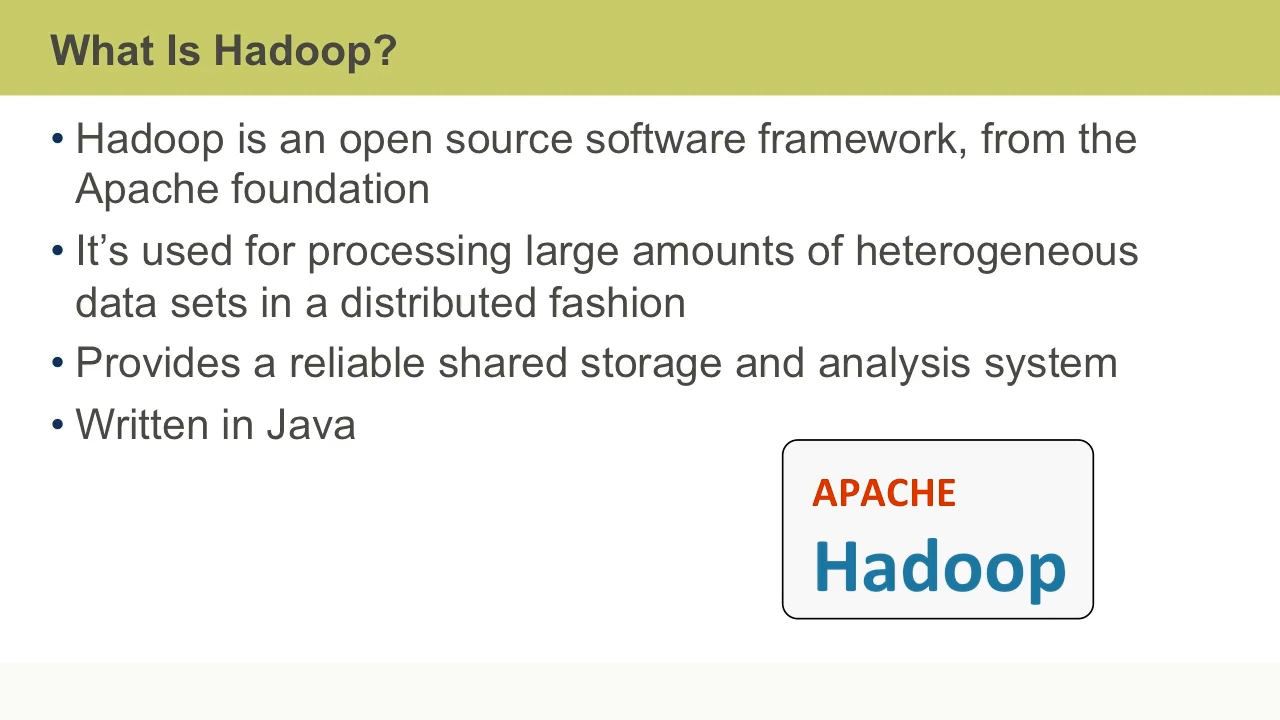 What Is Hadoop?
• Hadoop is an open source software framework, from the
Apache foundation
• It’s used for processing large amounts of heterogeneous
data sets in a distributed fashion
• Provides a reliable shared storage and analysis system
• Written in Java
APACHE
Hadoop